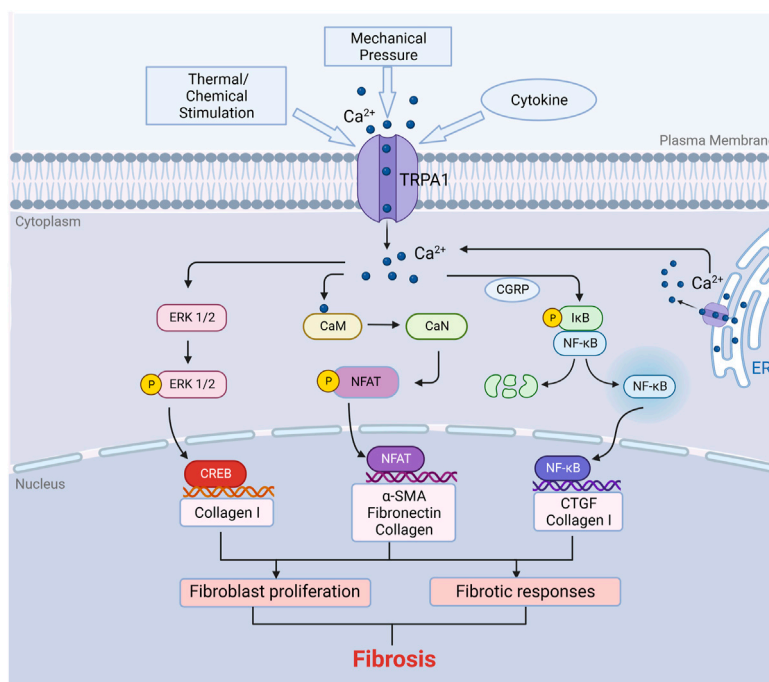 Mechanical
Pressure
Thermal/
Chemical
Stimulation
Cytokine
Ca²⁺
Plasma Membran
TRPA1
Cytoplasm
Ca²⁺
Ca²⁺
CGRP
ERK 1/2
CaM
CaN
P
IκB
NF-κB
ER
P
ERK 1/2
P
NFAT
NF-κB
Nucleus
CREB
NFAT
NF-κB
Collagen I
α-SMA
Fibronectin
Collagen
CTGF
Collagen I
Fibroblast proliferation
Fibrotic responses
Fibrosis